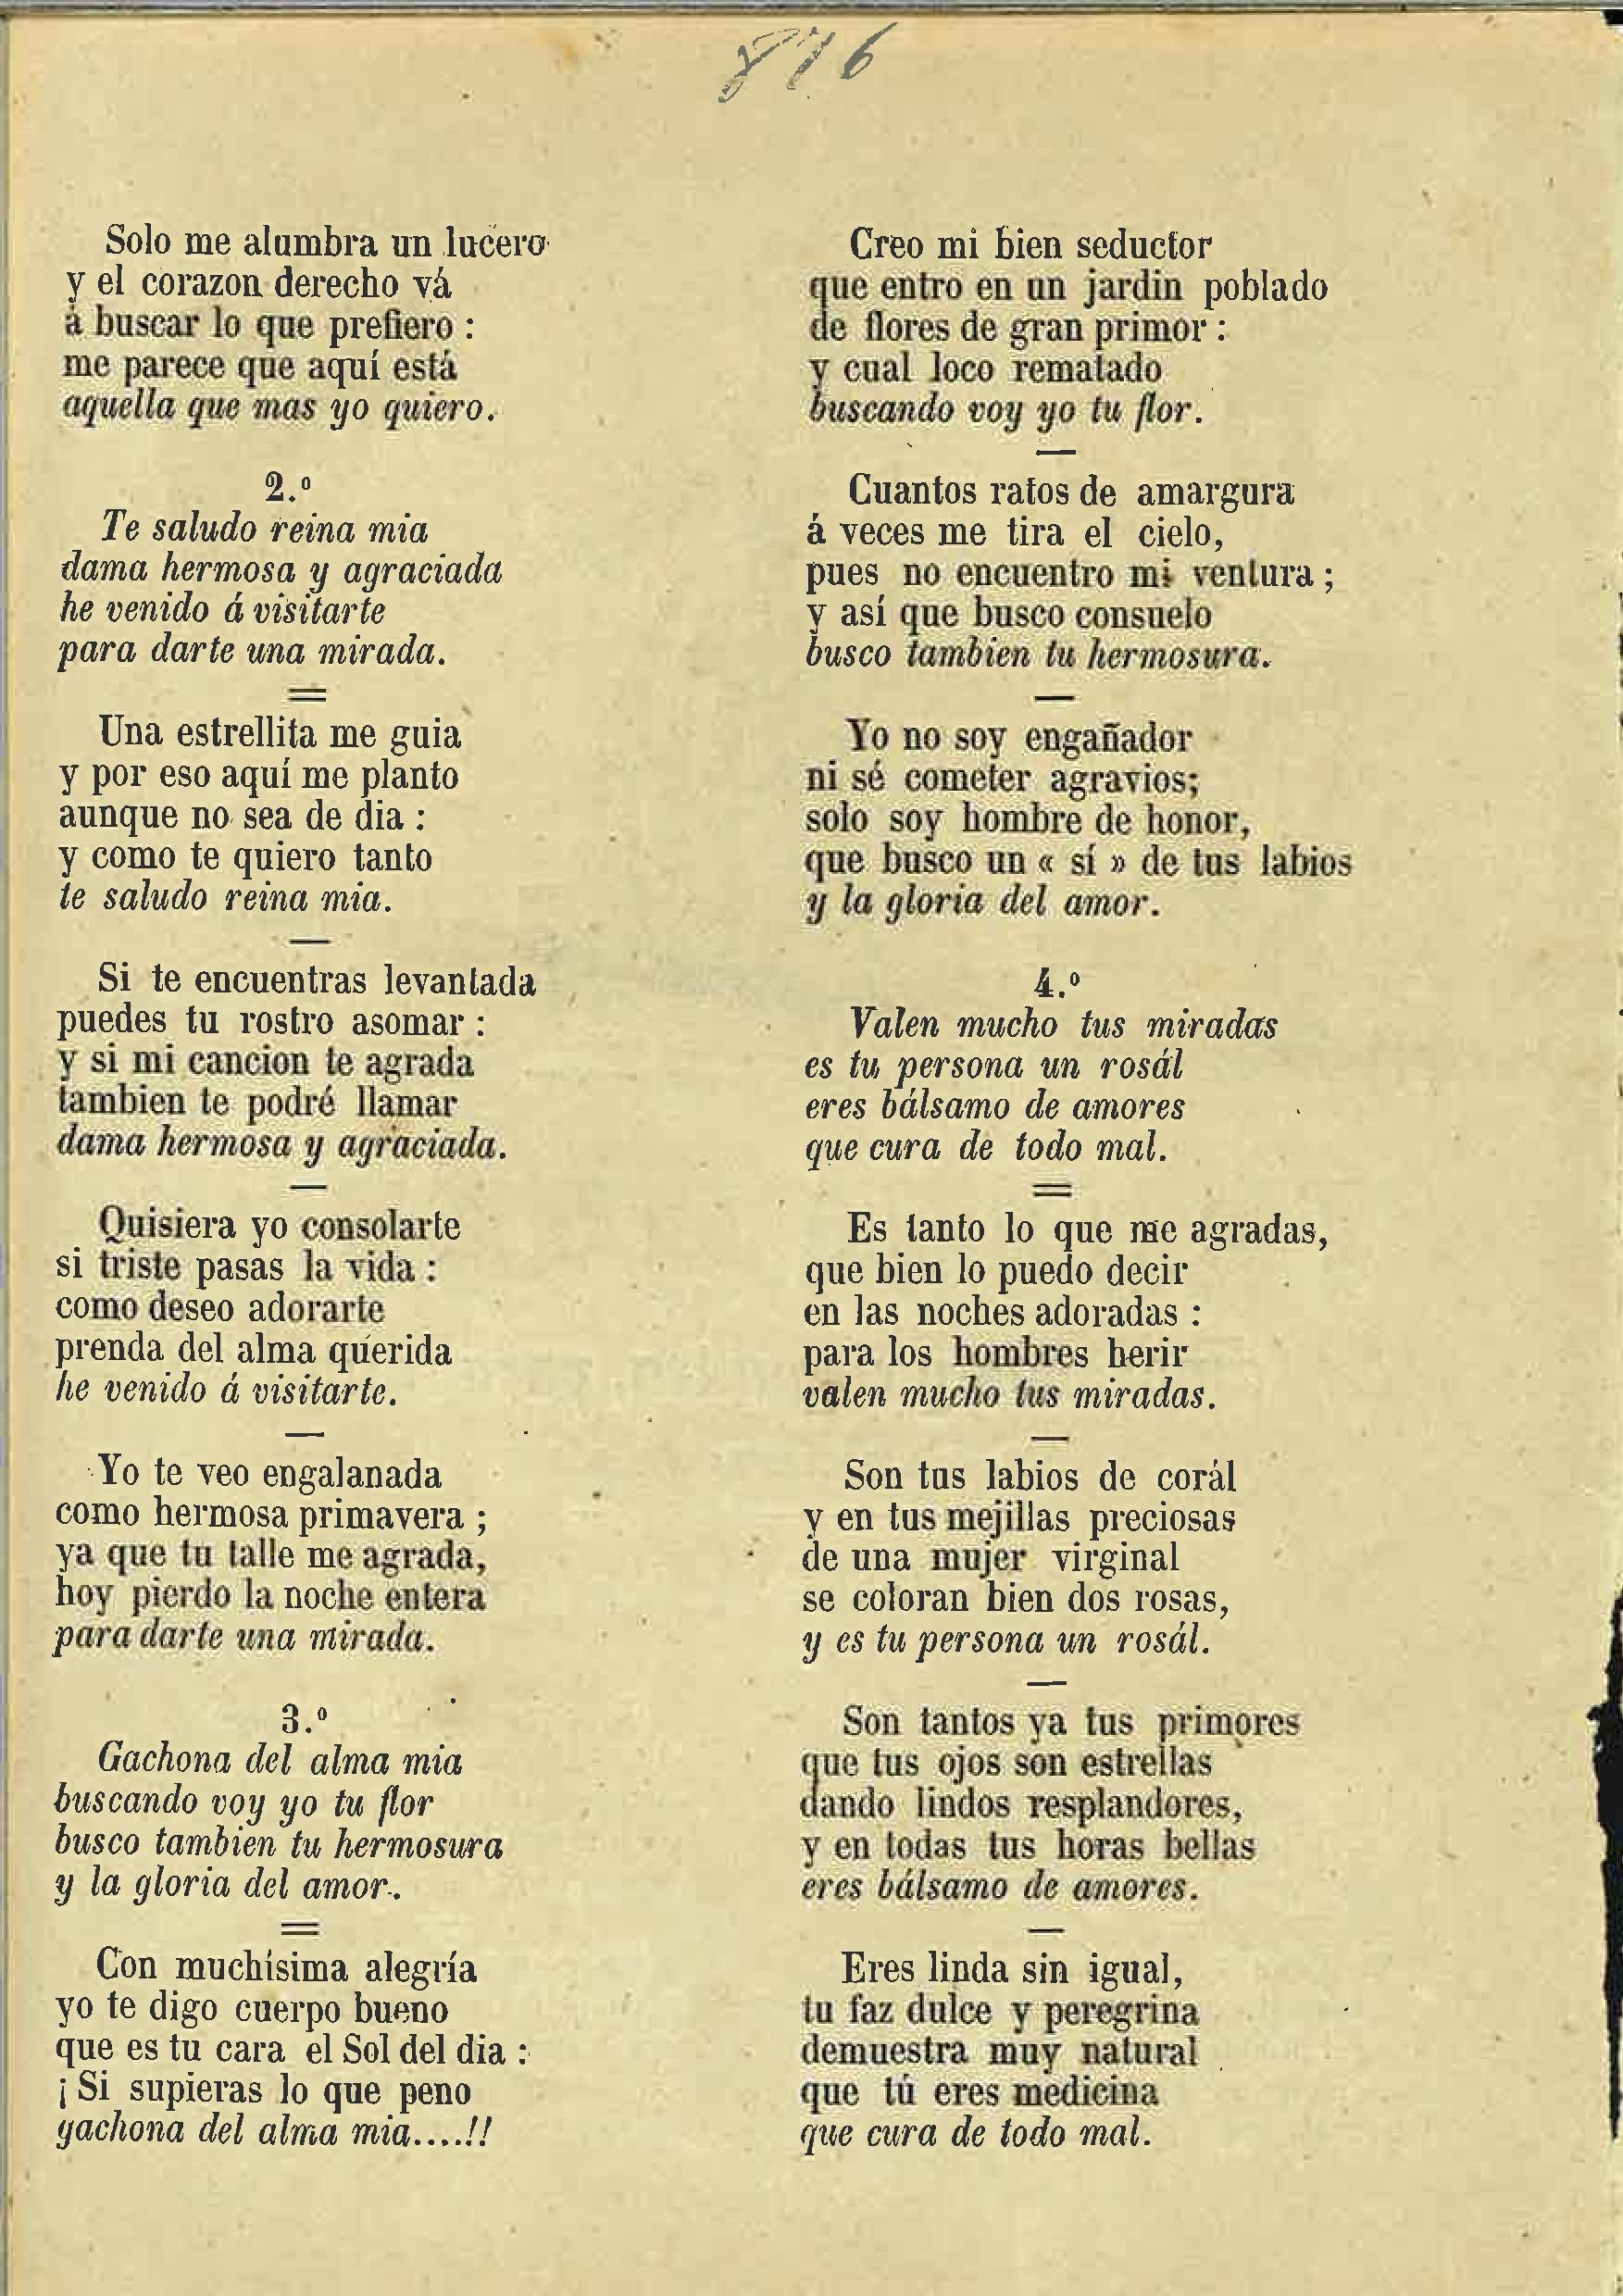 876
Solo me alumbra un lucero
y el corazon derecho vá
á buscar lo que prefiero :
me parece que aquí está
aquella que mas yo quiero.
2.º
Te saludo reina mia
dama hermosa y agraciada
he venido á visitarte
para darte una mirada.
Una estrellita me guia
y por eso aquí me planto
aunque no sea de dia :
y como te quiero tanto
te saludo reina mia.
Si te encuentras levantada
puedes tu rostro asomar :
y si mi cancion te agrada
tambien te podré llamar
dama hermosa y agraciada.
Quisiera yo consolarte
si triste pasas la vida :
como deseo adorarte
prenda del alma querida
he venido á visitarte.
Yo te veo engalanada
como hermosa primavera ;
ya que tu talle me agrada,
hoy pierdo la noche entera
para darte una mirada.
3.º
Gachona del alma mia
buscando voy yo tu flor
busco tambien tu hermosura
y la gloria del amor.
Con muchísima alegría
yo te digo cuerpo bueno
que es tu cara el Sol del dia :
¡ Si supieras lo que peno
gachona del alma mia....!!
Creo mi bien seductor
que entro en un jardin poblado
de flores de gran primor :
y cual loco rematado
buscando voy yo tu flor.
Cuantos ratos de amargura
á veces me tira el cielo,
pues no encuentro mi ventura ;
y así que busco consuelo
busco tambien tu hermosura.
Yo no soy engañador
ni sé cometer agravios;
solo soy hombre de honor,
que busco un « sí » de tus labios
y la gloria del amor.
4.º
Valen mucho tus miradas
es tu persona un rosál
eres bálsamo de amores
que cura de todo mal.
Es tanto lo que me agradas,
que bien lo puedo decir
en las noches adoradas :
para los hombres herir
valen mucho tus miradas.
Son tus labios de corál
y en tus mejillas preciosas
de una mujer virginal
se coloran bien dos rosas,
y es tu persona un rosál.
Son tantos ya tus primores
que tus ojos son estrellas
dando lindos resplandores,
y en todas tus horas bellas
eres bálsamo de amores.
Eres linda sin igual,
tu faz dulce y peregrina
demuestra muy natural
que tú eres medicina
que cura de todo mal.